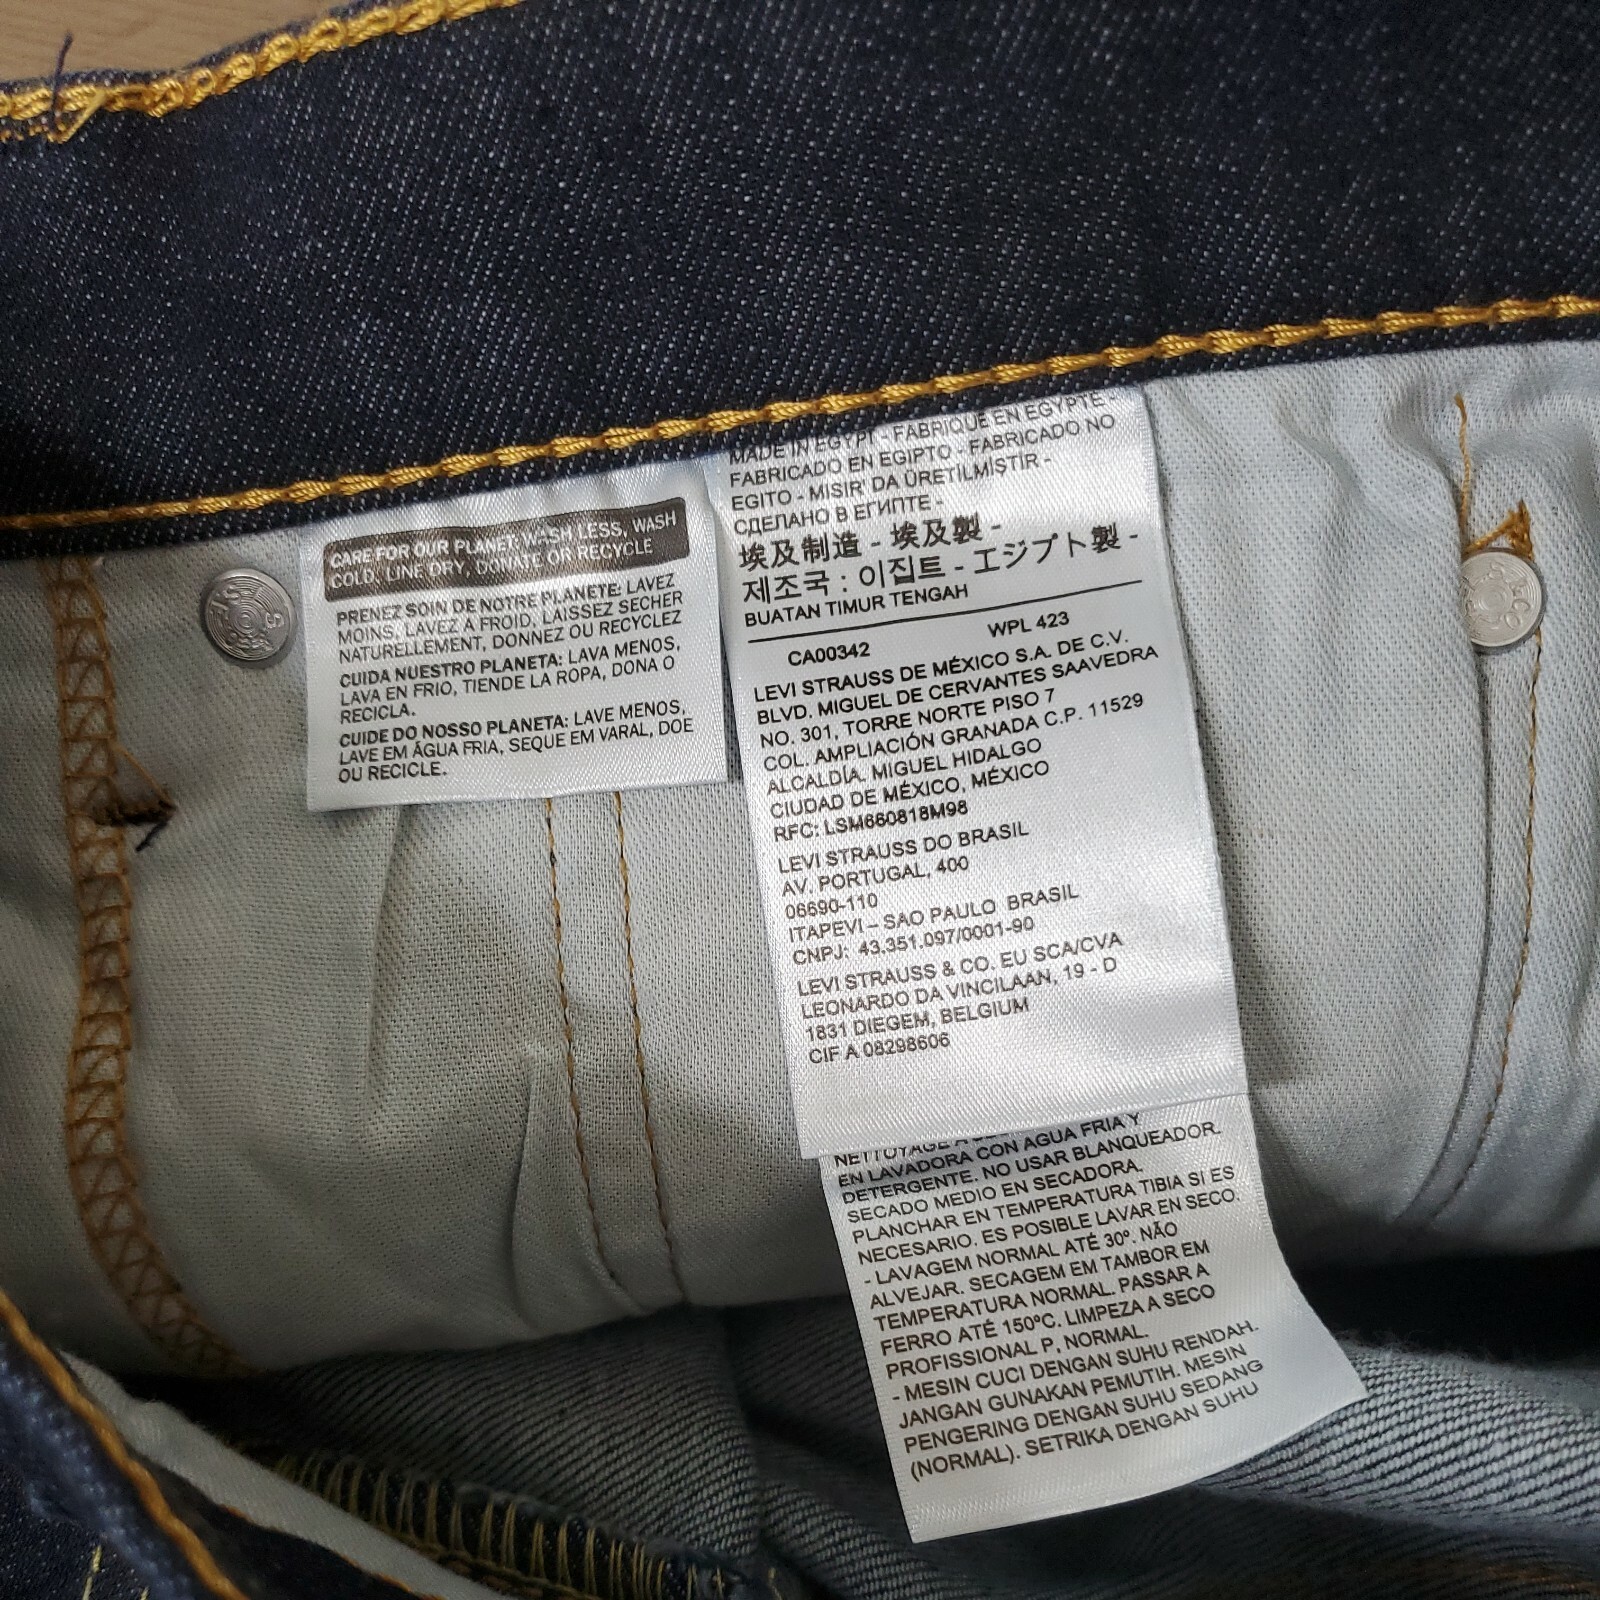 CARE FOR OUR PLANET: WASH LESS, WASH
COLD, LINE DRY, DONATE OR RECYCLE
PRENEZ SOIN DE NOTRE PLANETE: LAVEZ
MOINS, LAVEZ A FROID, LAISSEZ SECHER
NATURELLEMENT, DONNEZ OU RECYCLEZ
CUIDA NUESTRO PLANETA: LAVA MENOS,
LAVA EN FRIO, TIENDE LA ROPA, DONA O
RECICLA.
CUIDE DO NOSSO PLANETA: LAVE MENOS,
LAVE EM ÁGUA FRIA, SEQUE EM VARAL, DOE
OU RECICLE.
MADE IN EGYPT - FABRIQUÉ EN EGYPTE -
FABRICADO EN EGIPTO - FABRICADO NO
EGITO - MISIR' DA ÜRETILMİSTİR -
СДЕЛАНО В ЕГИПТЕ -
埃及制造 - 埃及製 -
제조국 : 이집트 - エジプト製 -
BUATAN TIMUR TENGAH
CA00342 WPL 423
LEVI STRAUSS DE MÉXICO S.A. DE C.V.
BLVD. MIGUEL DE CERVANTES SAAVEDRA
NO. 301, TORRE NORTE PISO 7
COL. AMPLIACIÓN GRANADA C.P. 11529
ALCALDÍA. MIGUEL HIDALGO
CIUDAD DE MÉXICO, MÉXICO
RFC: LSM660818M98
LEVI STRAUSS DO BRASIL
AV. PORTUGAL, 400
06690-110
ITAPEVI – SAO PAULO BRASIL
CNPJ: 43.351.097/0001-90
LEVI STRAUSS & CO. EU SCA/CVA
LEONARDO DA VINCILAAN, 19 - D
1831 DIEGEM, BELGIUM
CIF A 08298606
NETTOYAGE A
EN LAVADORA CON AGUA FRIA Y
DETERGENTE. NO USAR BLANQUEADOR.
SECADO MEDIO EN SECADORA.
PLANCHAR EN TEMPERATURA TIBIA SI ES
NECESARIO. ES POSIBLE LAVAR EN SECO.
- LAVAGEM NORMAL ATÉ 30º. NÃO
ALVEJAR. SECAGEM EM TAMBOR EM
TEMPERATURA NORMAL. PASSAR A
FERRO ATÉ 150ºC. LIMPEZA A SECO
PROFISSIONAL P, NORMAL.
- MESIN CUCI DENGAN SUHU RENDAH.
JANGAN GUNAKAN PEMUTIH. MESIN
PENGERING DENGAN SUHU SEDANG
(NORMAL). SETRIKA DENGAN SUHU